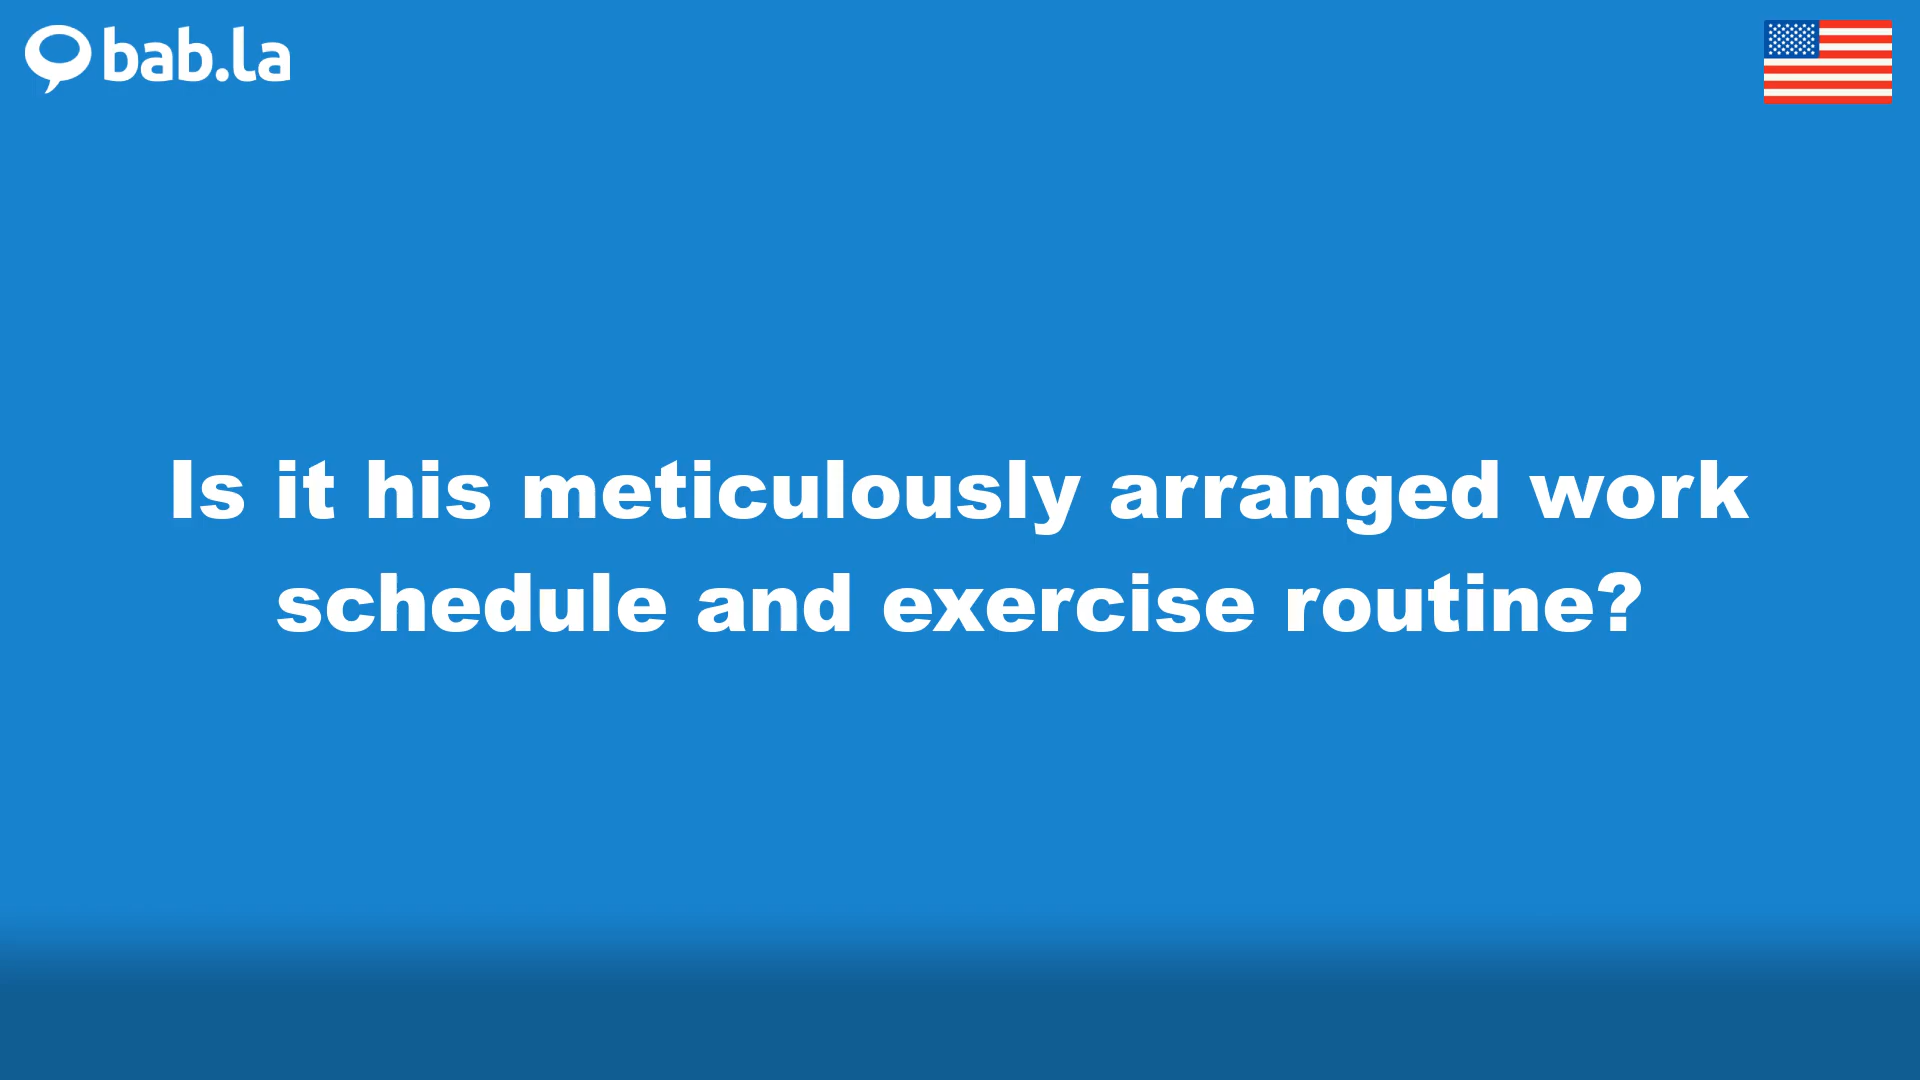 bab.la
Is it his meticulously arranged work
schedule and exercise routine?